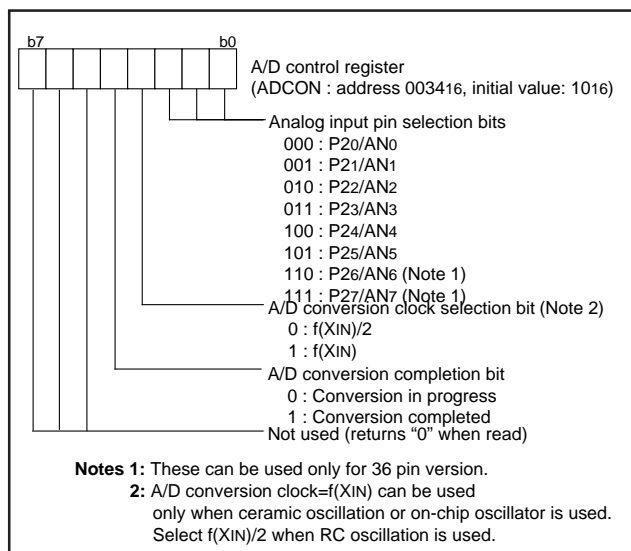 b7 b0
A/D control register
(ADCON : address 003416, initial value: 1016)
Analog input pin selection bits
000 : P20/AN0
001 : P21/AN1
010 : P22/AN2
011 : P23/AN3
100 : P24/AN4
101 : P25/AN5
110 : P26/AN6 (Note 1)
111 : P27/AN7 (Note 1)
A/D conversion clock selection bit (Note 2)
0 : f(XIN)/2
1 : f(XIN)
A/D conversion completion bit
0 : Conversion in progress
1 : Conversion completed
Not used (returns “0” when read)
Notes 1: These can be used only for 36 pin version.
2: A/D conversion clock=f(XIN) can be used
only when ceramic oscillation or on-chip oscillator is used.
Select f(XIN)/2 when RC oscillation is used.